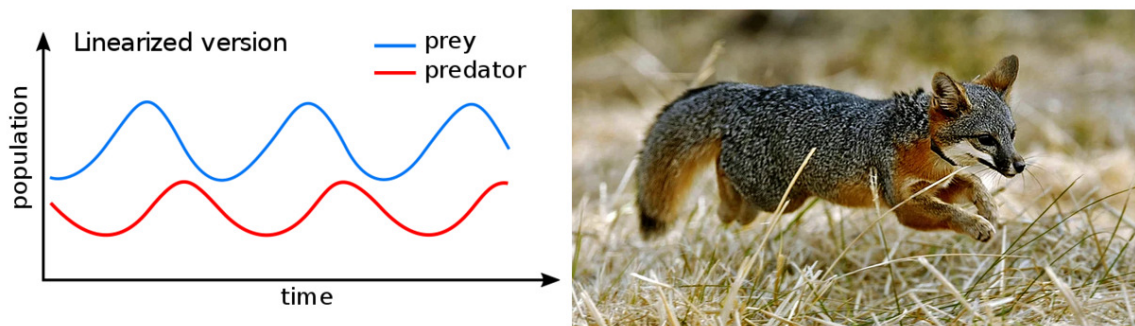 Linearized version
prey
predator
population
time